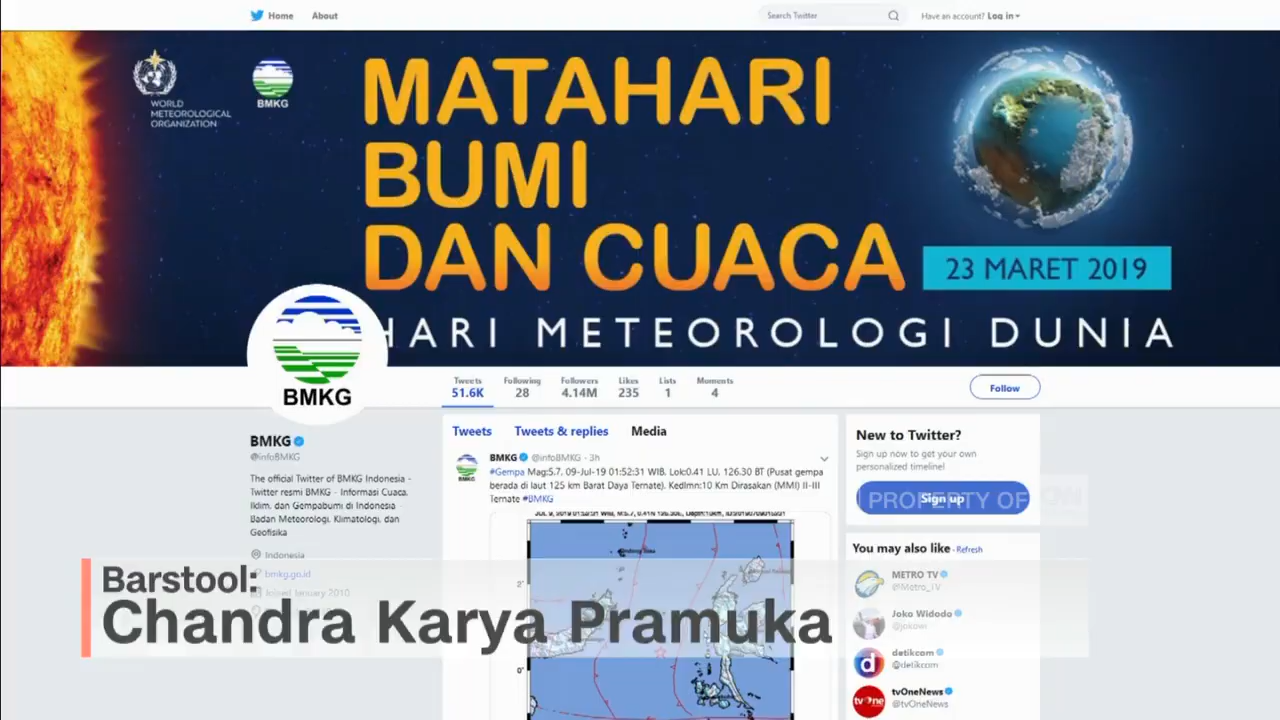 Home About Search Twitter Have an account? Log in
WORLD
METEOROLOGICAL
ORGANIZATION
BMKG
MATAHARI
BUMI
DAN CUACA
23 MARET 2019
HARI METEOROLOGI DUNIA
BMKG
Tweets Following Followers Likes Lists Moments
51.6K 28 4.14M 235 1 4
Follow
BMKG
@infoBMKG
The official Twitter of BMKG Indonesia -
Twitter resmi BMKG - Informasi Cuaca,
Iklim, dan Gempabumi di Indonesia
Badan Meteorologi, Klimatologi, dan
Geofisika
Indonesia
bmkg.go.id
Joined January 2010
Tweets Tweets & replies Media
BMKG @infoBMKG · 3h
#Gempa Mag:5.7, 09-Jul-19 01:52:31 WIB, Lok:0.41 LU, 126.30 BT (Pusat gempa
berada di laut 125 km Barat Daya Ternate), Kedlmn:10 Km Dirasakan (MMI) II-III
Ternate #BMKG
2°
0°
New to Twitter?
Sign up now to get your own
personalized timeline!
Sign up
PROPERTY OF
You may also like · Refresh
METRO TV
@Metro_TV
Joko Widodo
@jokowi
detikcom
@detikcom
tvOneNews
@tvOneNews
Barstool:
Chandra Karya Pramuka